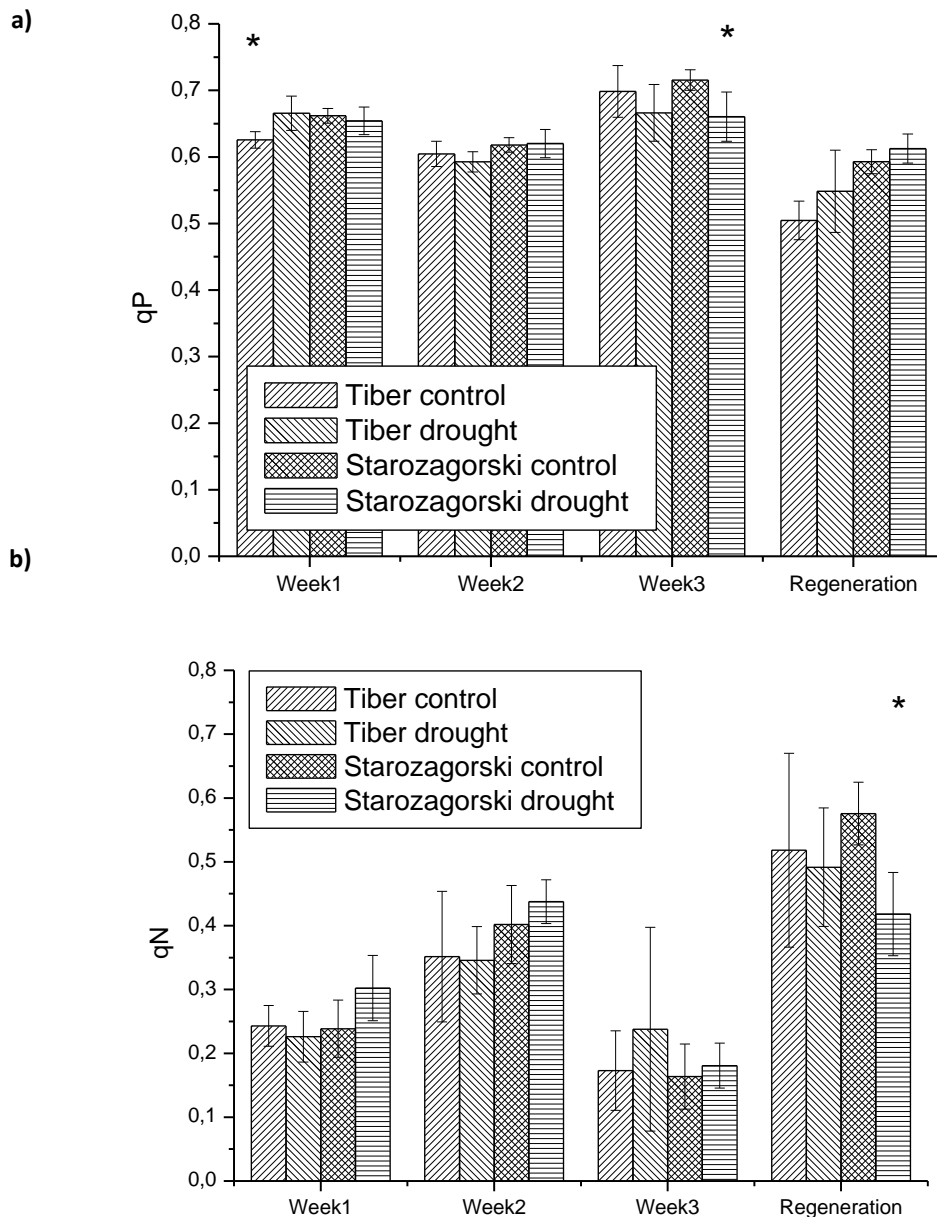 a)
*
*
0,8
0,7
0,6
0,5
0,4
0,3
0,2
0,1
0,0
qP
Tiber control
Tiber drought
Starozagorski control
Starozagorski drought
Week1 Week2 Week3 Regeneration
b)
0,8
0,7
0,6
0,5
0,4
0,3
0,2
0,1
0,0
qN
Tiber control
Tiber drought
Starozagorski control
Starozagorski drought
*
Week1 Week2 Week3 Regeneration